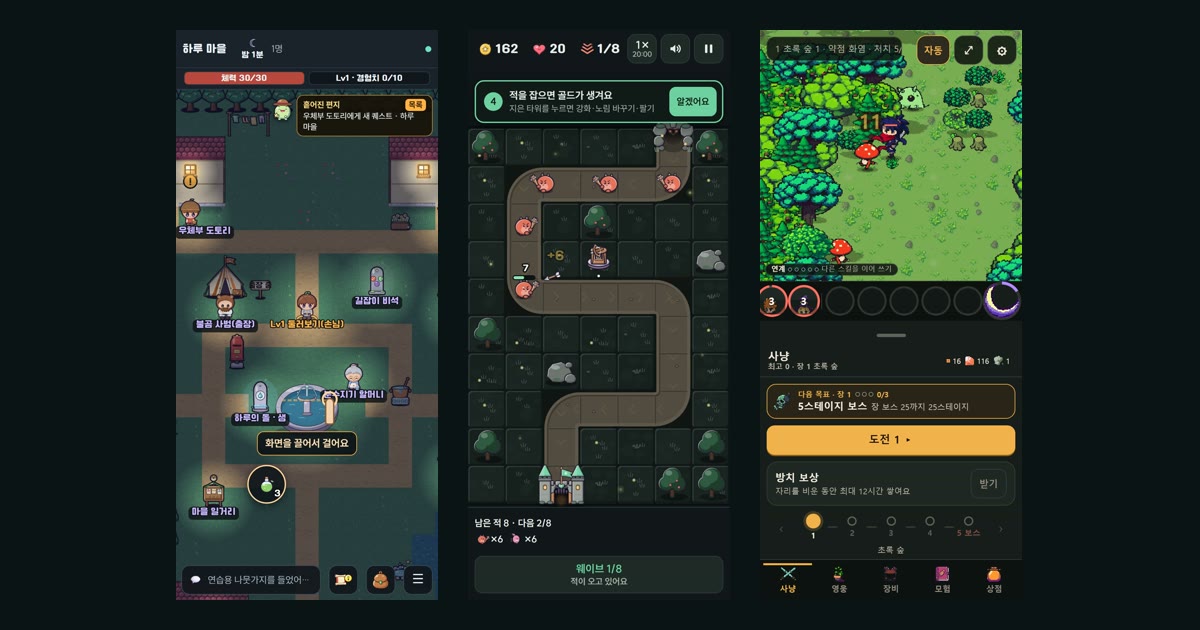 하루 마을
밤 1분
1명
체력 30/30
Lv1 · 경험치 0/10
흩어진 편지
목록
우체부 도토리에게 새 퀘스트 · 하루
마을
우체부 도토리
불곰 사범(출장)
Lv1 둘러보기(손님)
길잡이 비석
하루의 돌 · 샘
할머니
화면을 끌어서 걸어요
3
마을 일거리
연습용 나뭇가지를 들었어…
162
20
1/8
1×
20:00
4
적을 잡으면 골드가 생겨요
지은 타워를 누르면 강화·노림 바꾸기·팔기
알겠어요
+6
7
남은 적 8 · 다음 2/8
×6
×6
웨이브 1/8
적이 오고 있어요
1 초록 숲 1 · 약점 화염 · 처치 5/
자동
11
연계 ○○○○○ 다른 스킬을 이어 쓰기
3
3
사냥
최고 0 · 장 1 초록 숲
16
116
1
다음 목표 · 장 1 ○○○ 0/3
5스테이지 보스 장 보스 25까지 25스테이지
도전 1 ▸
방치 보상
자리를 비운 동안 최대 12시간 쌓여요
받기
1
2
3
4
5 보스
초록 숲
사냥
영웅
장비
모험
상점